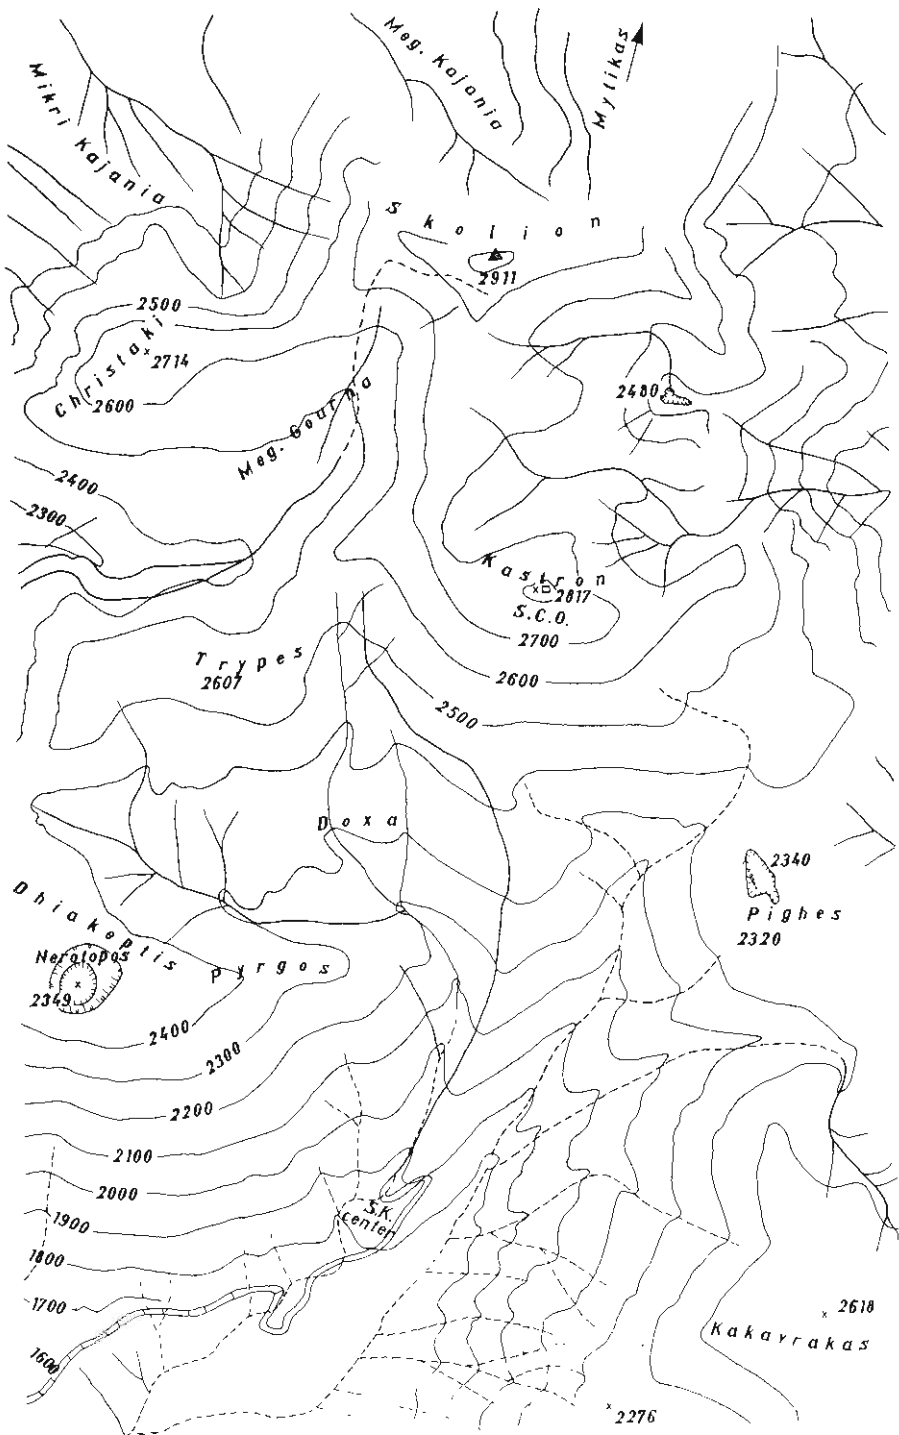 Mikri Kajania
Meg. Kajania
Mytikas
Skolion
2911
2500
Christaki
2714
2600
Meg. Gourna
2480
2400
2300
Kastron
2817
S.C.O.
2700
Trypes
2607
2600
2500
Doxa
2340
Pighes
2320
Dhiakoptis Pyrgos
Nerotopos
2349
2400
2300
2200
2100
2000
1900
1800
1700
1600
S.K.
center
2618
Kakavrakas
2276